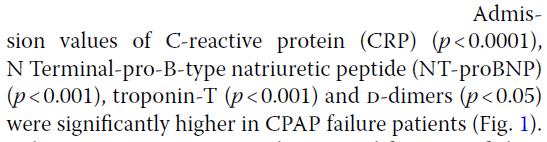 Admis-
sion values of C-reactive protein (CRP) (p < 0.0001),
N Terminal-pro-B-type natriuretic peptide (NT-proBNP)
(p < 0.001), troponin-T (p < 0.001) and D-dimers (p < 0.05)
were significantly higher in CPAP failure patients (Fig. 1).